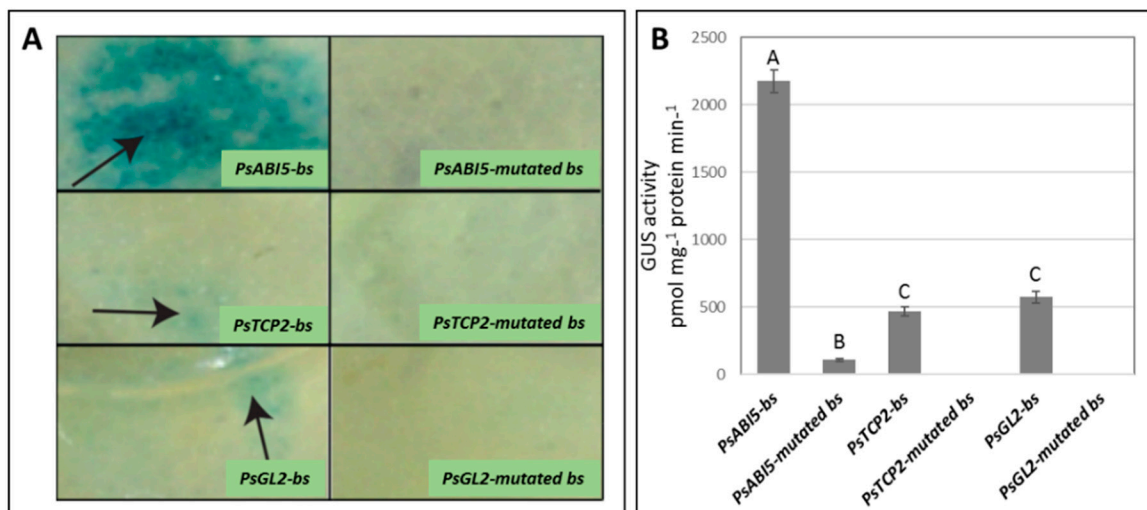 A
PsABI5-bs
PsABI5-mutated bs
PsTCP2-bs
PsTCP2-mutated bs
PsGL2-bs
PsGL2-mutated bs
B
GUS activity
pmol mg-1 protein min-1
2500
2000
1500
1000
500
0
A
B
C
C
PsABI5-bs
PsABI5-mutated bs
PsTCP2-bs
PsTCP2-mutated bs
PsGL2-bs
PsGL2-mutated bs